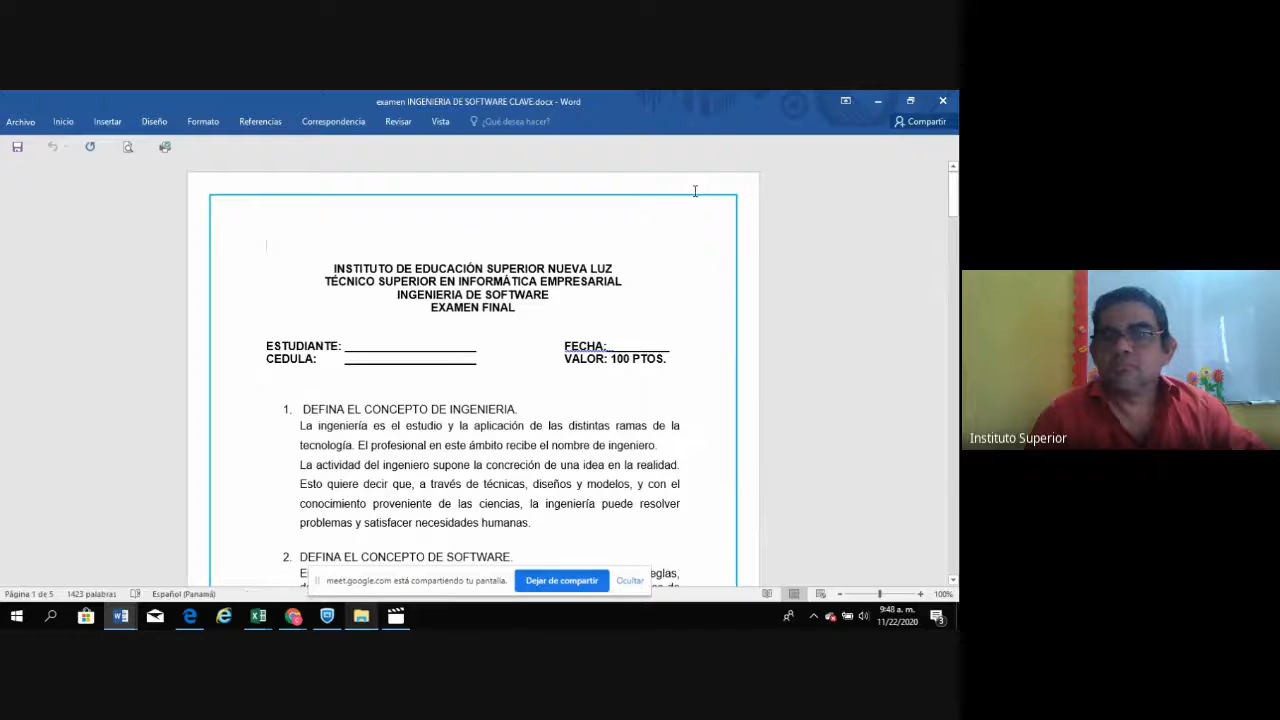 examen INGENIERIA DE SOFTWARE CLAVE.docx - Word
Archivo Inicio Insertar Diseño Formato Referencias Correspondencia Revisar Vista ¿Qué desea hacer? Compartir
INSTITUTO DE EDUCACIÓN SUPERIOR NUEVA LUZ
TÉCNICO SUPERIOR EN INFORMÁTICA EMPRESARIAL
INGENIERIA DE SOFTWARE
EXAMEN FINAL
ESTUDIANTE: ____________________ FECHA:__________
CEDULA: ____________________ VALOR: 100 PTOS.
1. DEFINA EL CONCEPTO DE INGENIERIA.
La ingeniería es el estudio y la aplicación de las distintas ramas de la
tecnología. El profesional en este ámbito recibe el nombre de ingeniero.
La actividad del ingeniero supone la concreción de una idea en la realidad.
Esto quiere decir que, a través de técnicas, diseños y modelos, y con el
conocimiento proveniente de las ciencias, la ingeniería puede resolver
problemas y satisfacer necesidades humanas.
2. DEFINA EL CONCEPTO DE SOFTWARE.
meet.google.com está compartiendo tu pantalla. Dejar de compartir Ocultar
Página 1 de 5 1423 palabras Español (Panamá) 100%
9:48 a. m.
11/22/2020
3
Instituto Superior